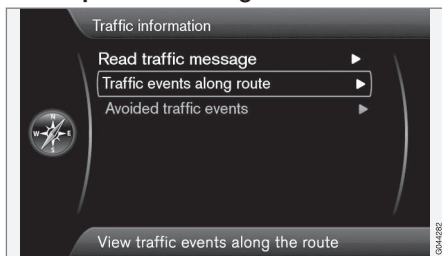 Traffic information
Read traffic message
Traffic events along route
Avoided traffic events
N
W E
S
View traffic events along the route
G044282